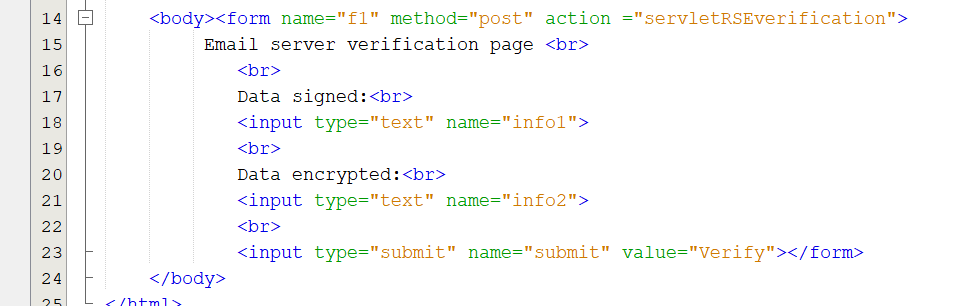 14 <body><form name="f1" method="post" action ="servletRSEverification">
15 Email server verification page <br>
16 <br>
17 Data signed:<br>
18 <input type="text" name="info1">
19 <br>
20 Data encrypted:<br>
21 <input type="text" name="info2">
22 <br>
23 <input type="submit" name="submit" value="Verify"></form>
24 </body>
25 </html>